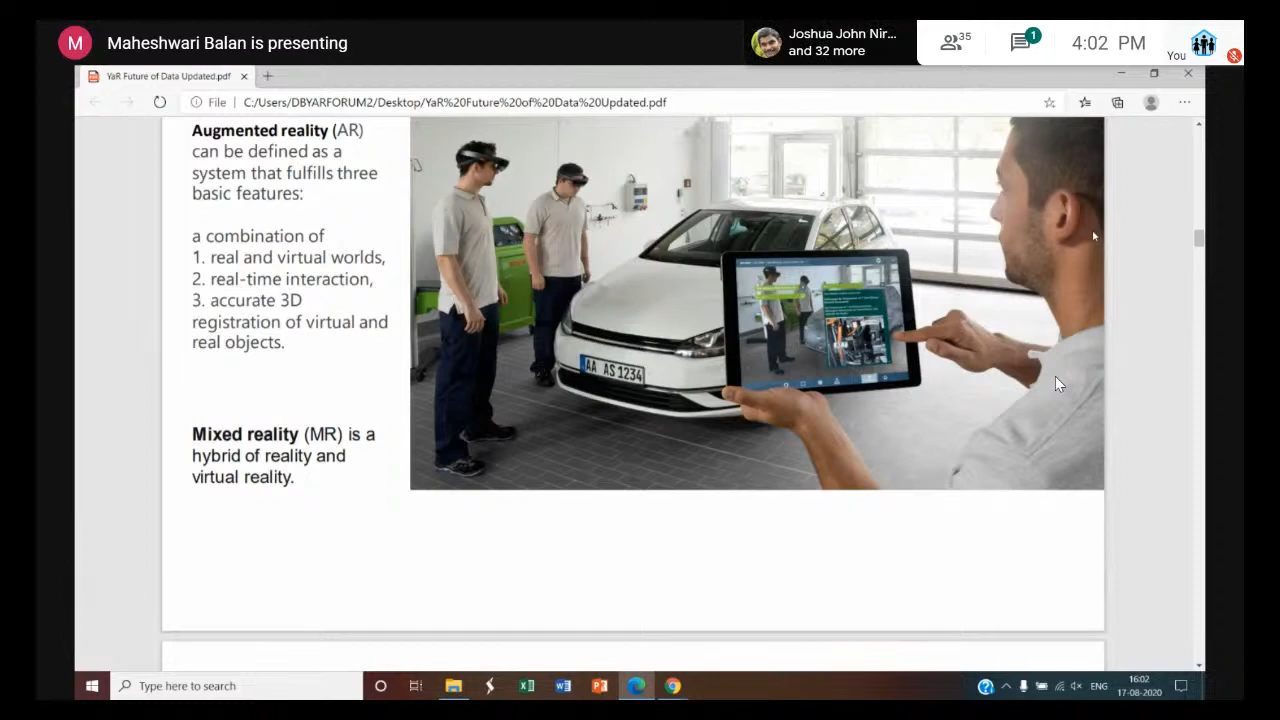 M Maheshwari Balan is presenting
Joshua John Nir...
and 32 more
35
1
4:02 PM
You
YaR Future of Data Updated.pdf
File
C:/Users/DBYARFORUM2/Desktop/YaR%20Future%20of%20Data%20Updated.pdf
Augmented reality (AR)
can be defined as a
system that fulfills three
basic features:
a combination of
1. real and virtual worlds,
2. real-time interaction,
3. accurate 3D
registration of virtual and
real objects.
Mixed reality (MR) is a
hybrid of reality and
virtual reality.
AA AS 1234
Type here to search
ENG
16:02
17-08-2020